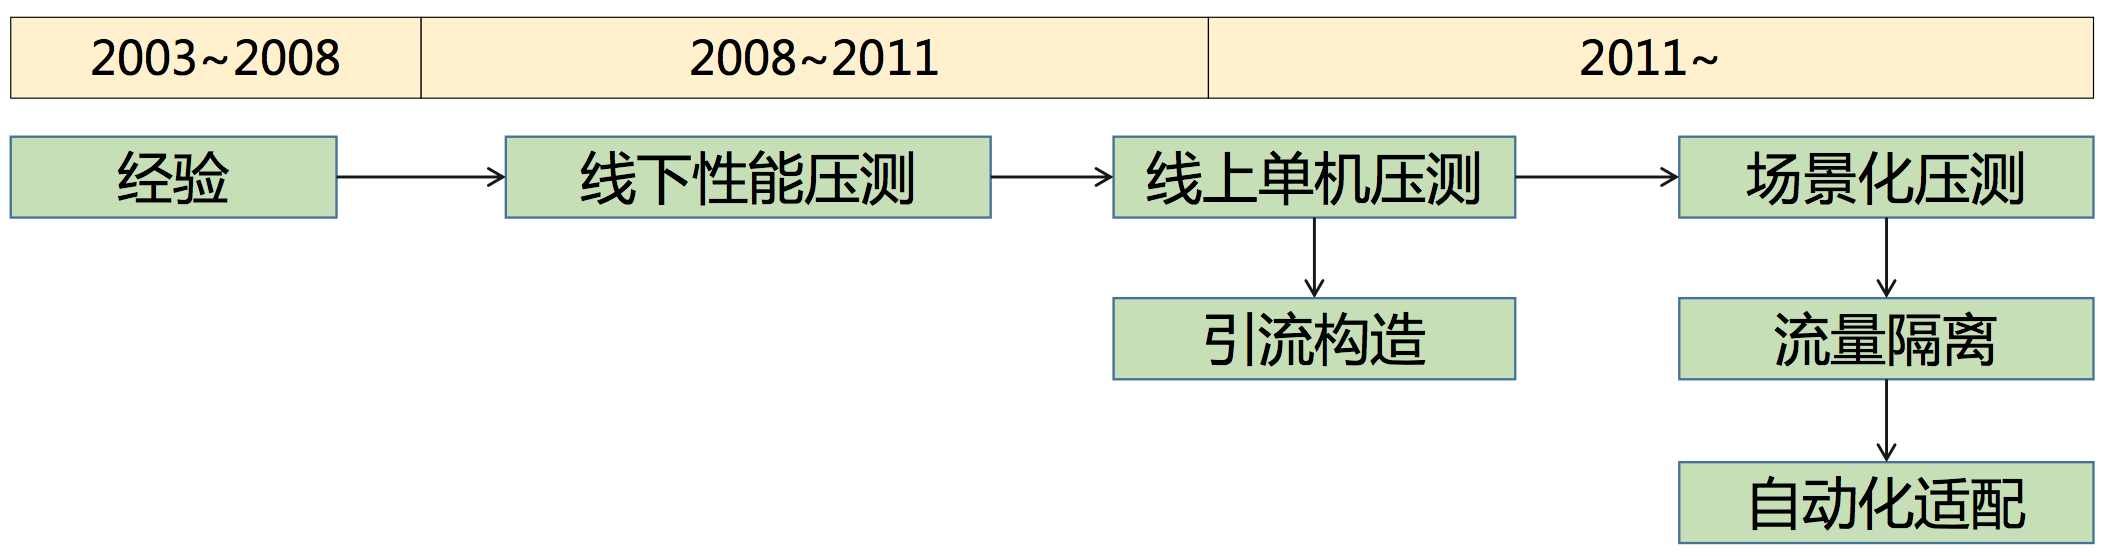 2003~2008
2008~2011
2011~
经验
线下性能压测
线上单机压测
场景化压测
引流构造
流量隔离
自动化适配